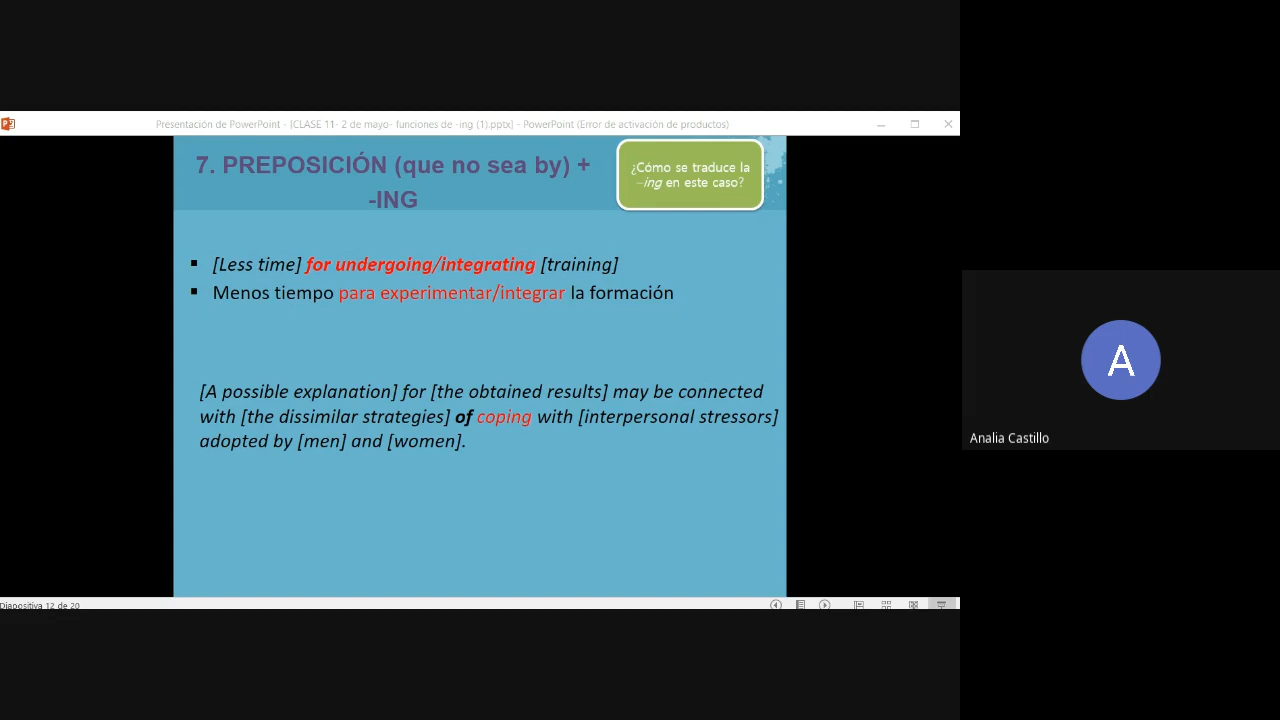 Presentación de PowerPoint - [CLASE 11- 2 de mayo- funciones de -ing (1).pptx] - PowerPoint (Error de activación de productos)
7. PREPOSICIÓN (que no sea by) +
-ING
¿Cómo se traduce la
–ing en este caso?
[Less time] for undergoing/integrating [training]
Menos tiempo para experimentar/integrar la formación
[A possible explanation] for [the obtained results] may be connected
with [the dissimilar strategies] of coping with [interpersonal stressors]
adopted by [men] and [women].
Diapositiva 12 de 20
A
Analia Castillo